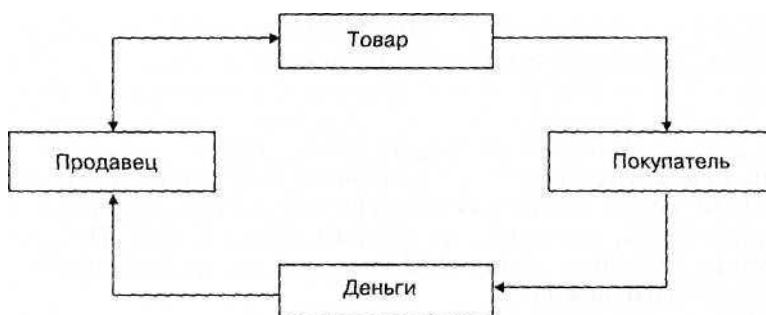 Товар
Продавец
Покупатель
Деньги